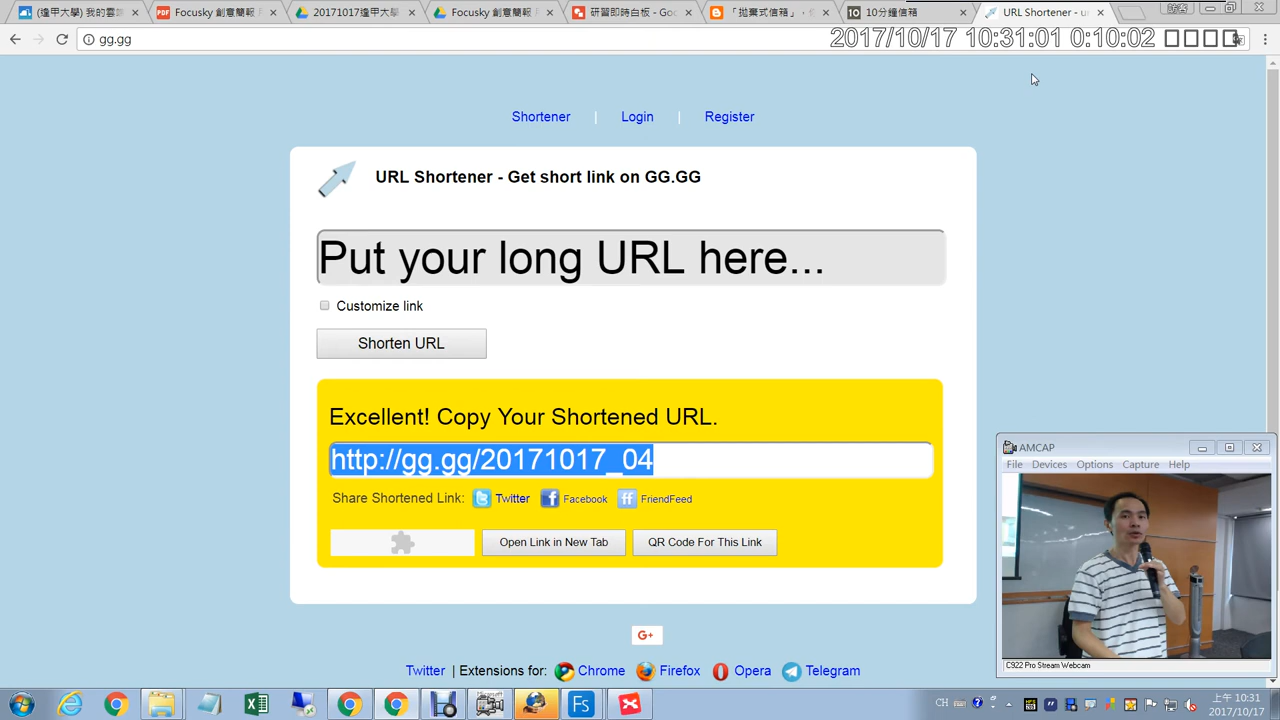 (逢甲大學) 我的雲端
Focusky 創意簡報
20171017逢甲大學
Focusky 創意簡報
研習即時白板 - Goo
「拋棄式信箱」,
10分鐘信箱
URL Shortener - u
訪客
gg.gg
2017/10/17 10:31:01 0:10:02
Shortener | Login | Register
URL Shortener - Get short link on GG.GG
Put your long URL here...
Customize link
Shorten URL
Excellent! Copy Your Shortened URL.
http://gg.gg/20171017_04
Share Shortened Link: Twitter Facebook FriendFeed
Open Link in New Tab
QR Code For This Link
G+
Twitter | Extensions for: Chrome Firefox Opera Telegram
AMCAP
File Devices Options Capture Help
C922 Pro Stream Webcam
CH
上午 10:31
2017/10/17